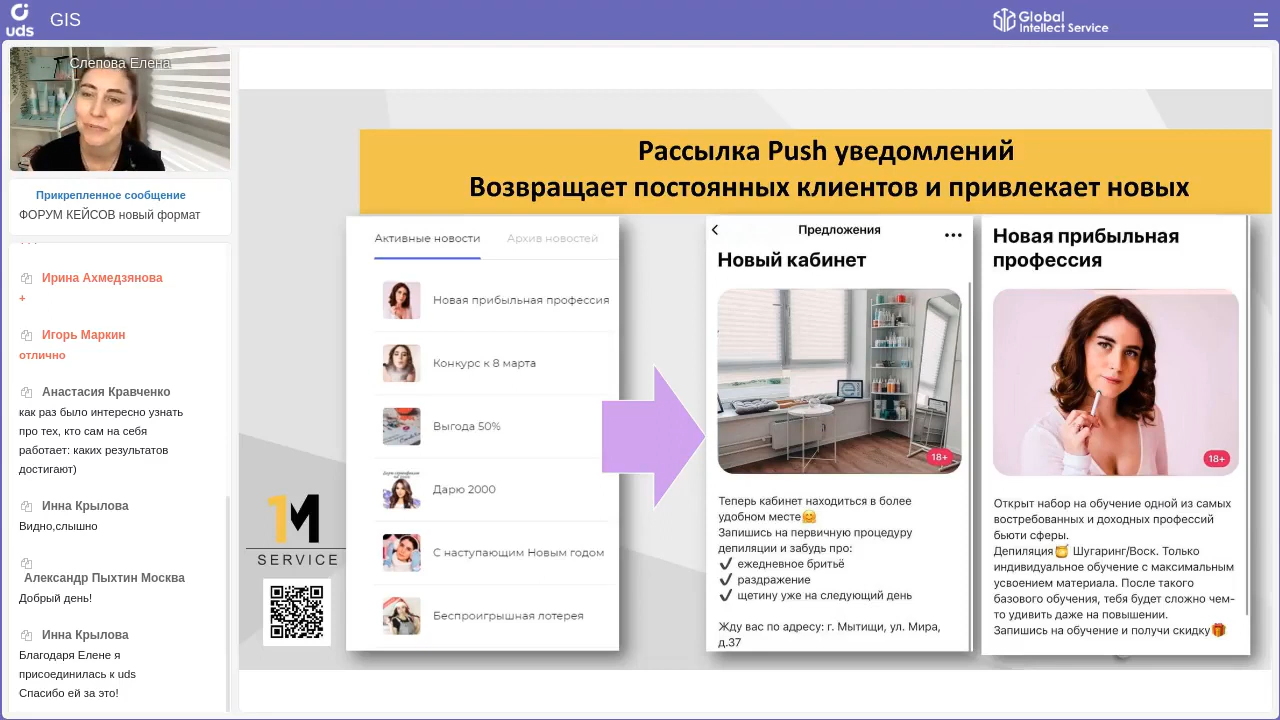 uds
GIS
Global
Intellect Service
Слепова Елена
Прикрепленное сообщение
ФОРУМ КЕЙСОВ новый формат
Ирина Ахмедзянова
+
Игорь Маркин
отлично
Анастасия Кравченко
как раз было интересно узнать
про тех, кто сам на себя
работает: каких результатов
достигают)
Инна Крылова
Видно,слышно
Александр Пыхтин Москва
Добрый день!
Инна Крылова
Благодаря Елене я
присоединилась к uds
Спасибо ей за это!
Рассылка Push уведомлений
Возвращает постоянных клиентов и привлекает новых
1M
SERVICE
Активные новости
Архив новостей
Новая прибыльная профессия
Конкурс к 8 марта
Выгода 50%
Дарю 2000
С наступающим Новым годом
Беспроигрышная лотерея
Предложения
Новый кабинет
18+
Теперь кабинет находиться в более
удобном месте🤗
Запишись на первичную процедуру
депиляции и забудь про:
✔ ежедневное бритьё
✔ раздражение
✔ щетину уже на следующий день
Жду вас по адресу: г. Мытищи, ул. Мира,
д.37
Новая прибыльная
профессия
18+
Открыт набор на обучение одной из самых
востребованных и доходных профессий
бьюти сферы.
Депиляция🍯 Шугаринг/Воск. Только
индивидуальное обучение с максимальным
усвоением материала. После такого
базового обучения, тебя будет сложно чем-
то удивить даже на повышении.
Запишись на обучение и получи скидку🎁